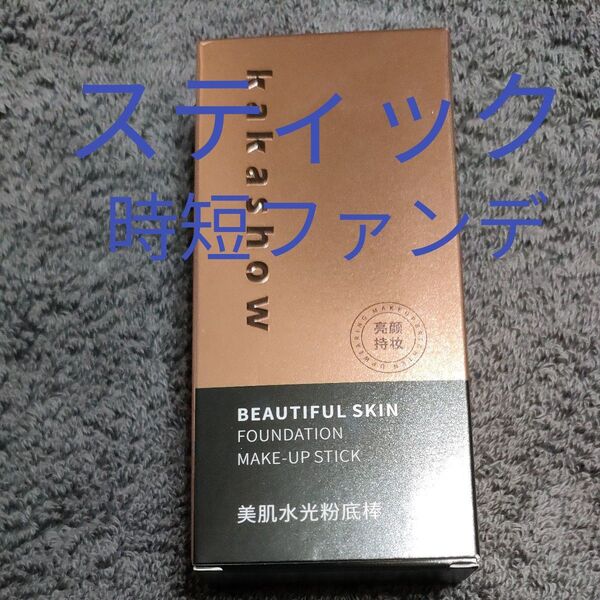 スティック
時短ファンデ
kakashow
亮颜
持妆
BEAUTIFUL SKIN
FOUNDATION
MAKE-UP STICK
美肌水光粉底棒